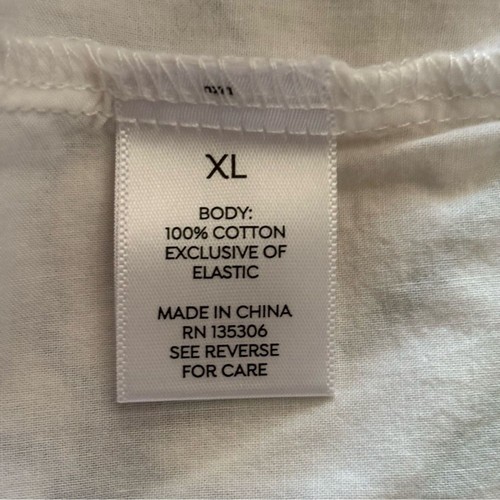 XL
BODY:
100% COTTON
EXCLUSIVE OF
ELASTIC
MADE IN CHINA
RN 135306
SEE REVERSE
FOR CARE